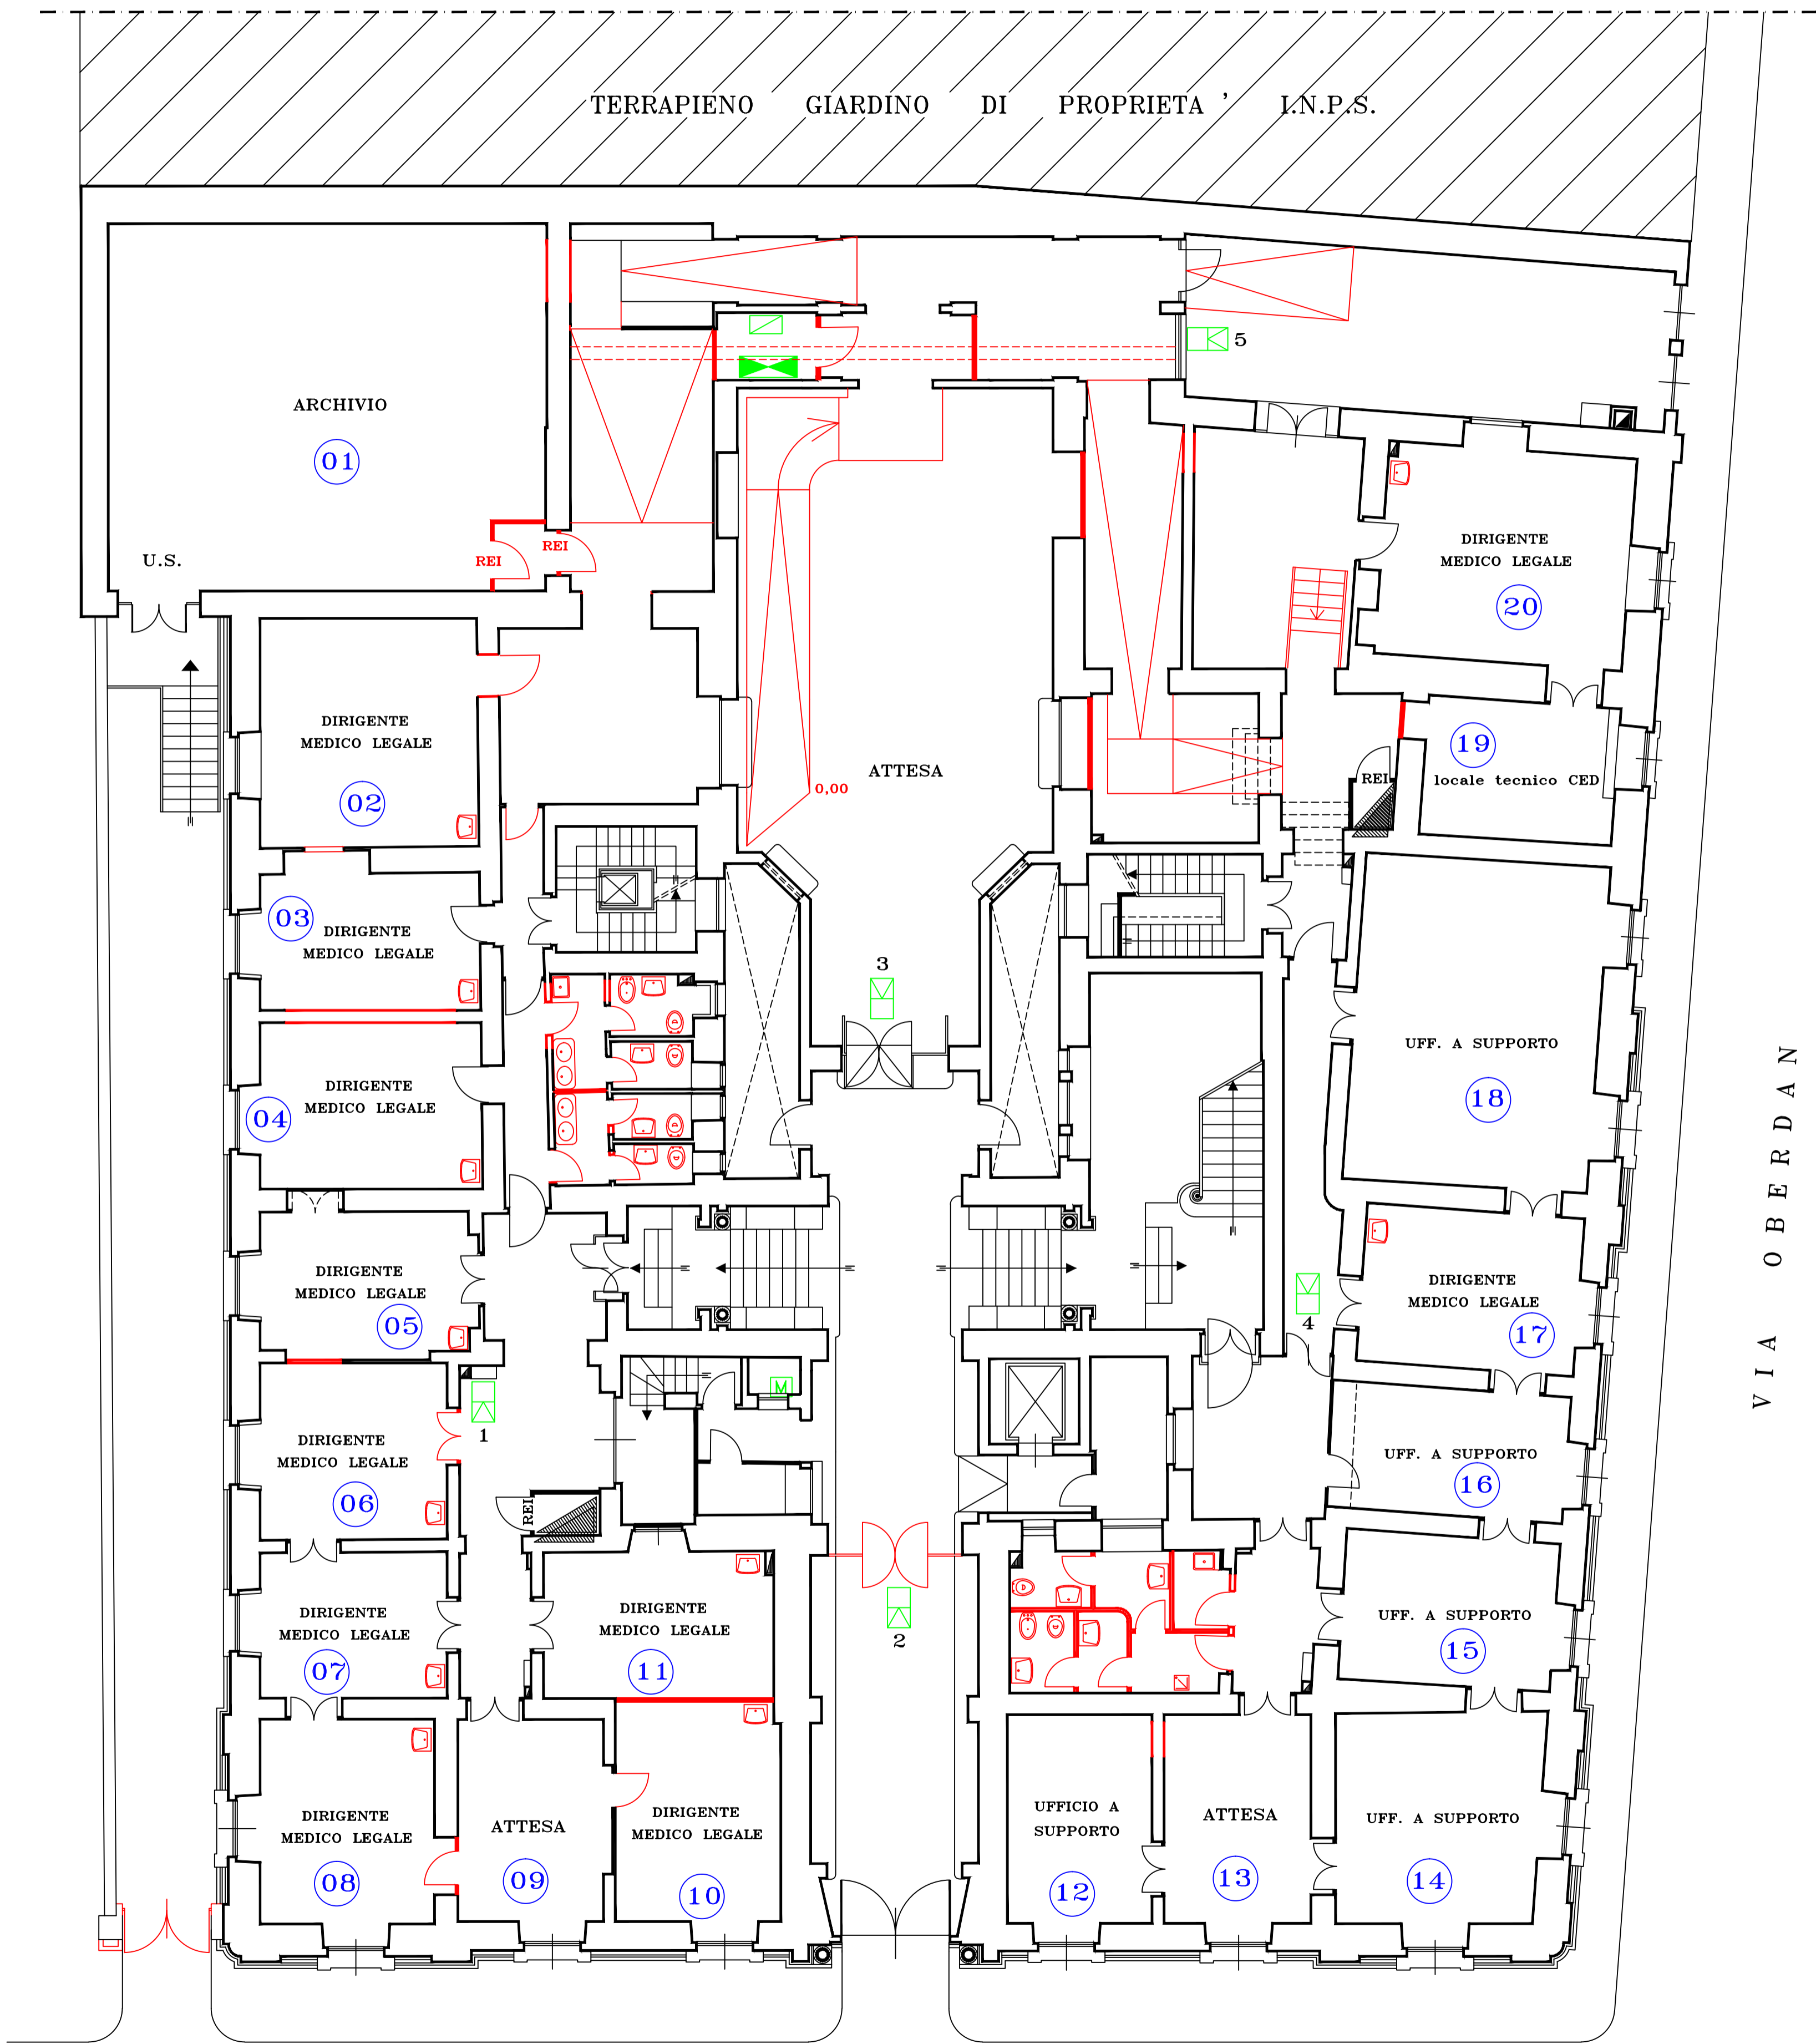 TERRAPIENO GIARDINO DI PROPRIETA ' I.N.P.S.
5
ARCHIVIO
01
U.S.
REI
REI
DIRIGENTE
MEDICO LEGALE
20
DIRIGENTE
MEDICO LEGALE
02
ATTESA
0,00
19
locale tecnico CED
REI
03
DIRIGENTE
MEDICO LEGALE
3
UFF. A SUPPORTO
18
DIRIGENTE
MEDICO LEGALE
04
VIA OBERDAN
DIRIGENTE
MEDICO LEGALE
05
4
DIRIGENTE
MEDICO LEGALE
17
M
1
DIRIGENTE
MEDICO LEGALE
06
UFF. A SUPPORTO
16
REI
DIRIGENTE
MEDICO LEGALE
07
DIRIGENTE
MEDICO LEGALE
11
2
UFF. A SUPPORTO
15
DIRIGENTE
MEDICO LEGALE
08
ATTESA
09
DIRIGENTE
MEDICO LEGALE
10
UFFICIO A
SUPPORTO
12
ATTESA
13
UFF. A SUPPORTO
14